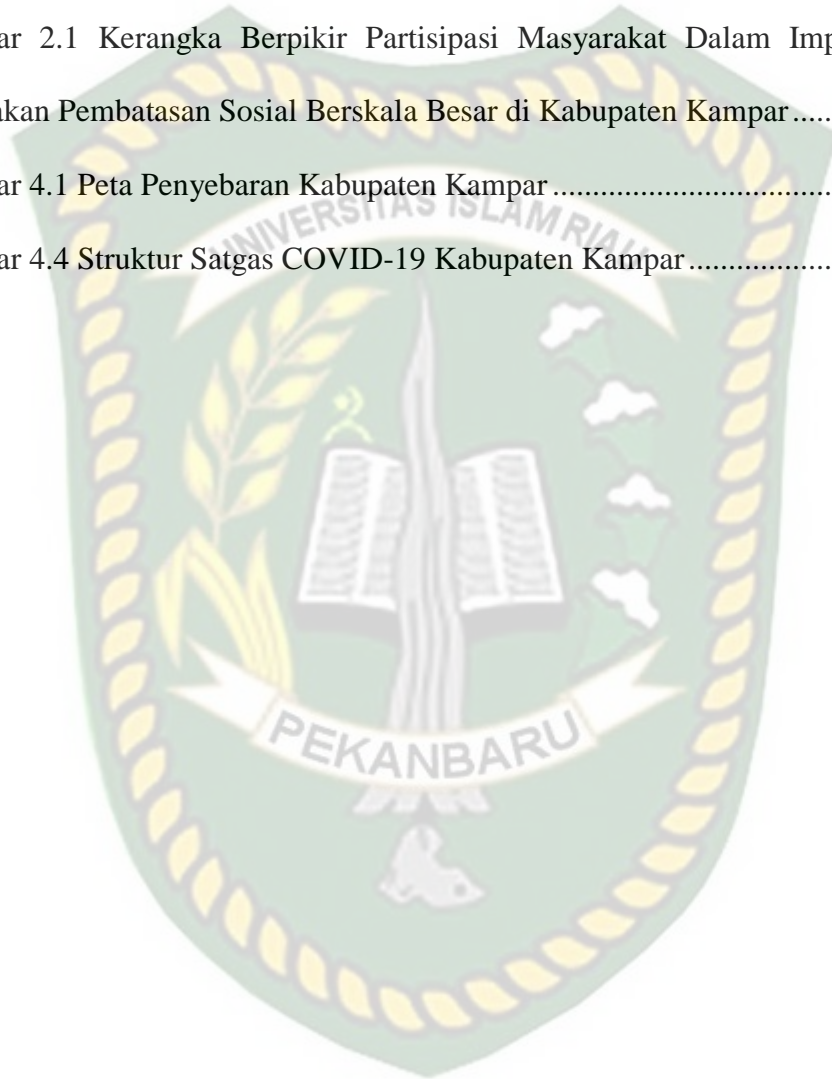 ar 2.1 Kerangka Berpikir Partisipasi Masyarakat Dalam Imp
akan Pembatasan Sosial Berskala Besar di Kabupaten Kampar.....
ar 4.1 Peta Penyebaran Kabupaten Kampar...................................
UNIVERSITAS ISLAM RIAU
ar 4.4 Struktur Satgas COVID-19 Kabupaten Kampar..................
PEKANBARU